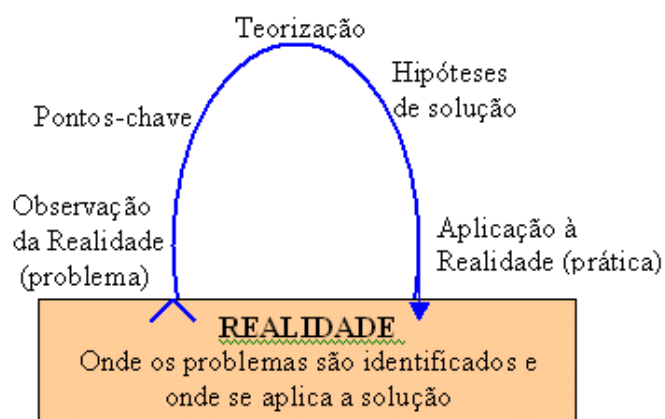 Teorização
Hipóteses
de solução
Pontos-chave
Observação
da Realidade
(problema)
Aplicação à
Realidade (prática)
REALIDADE
Onde os problemas são identificados e
onde se aplica a solução